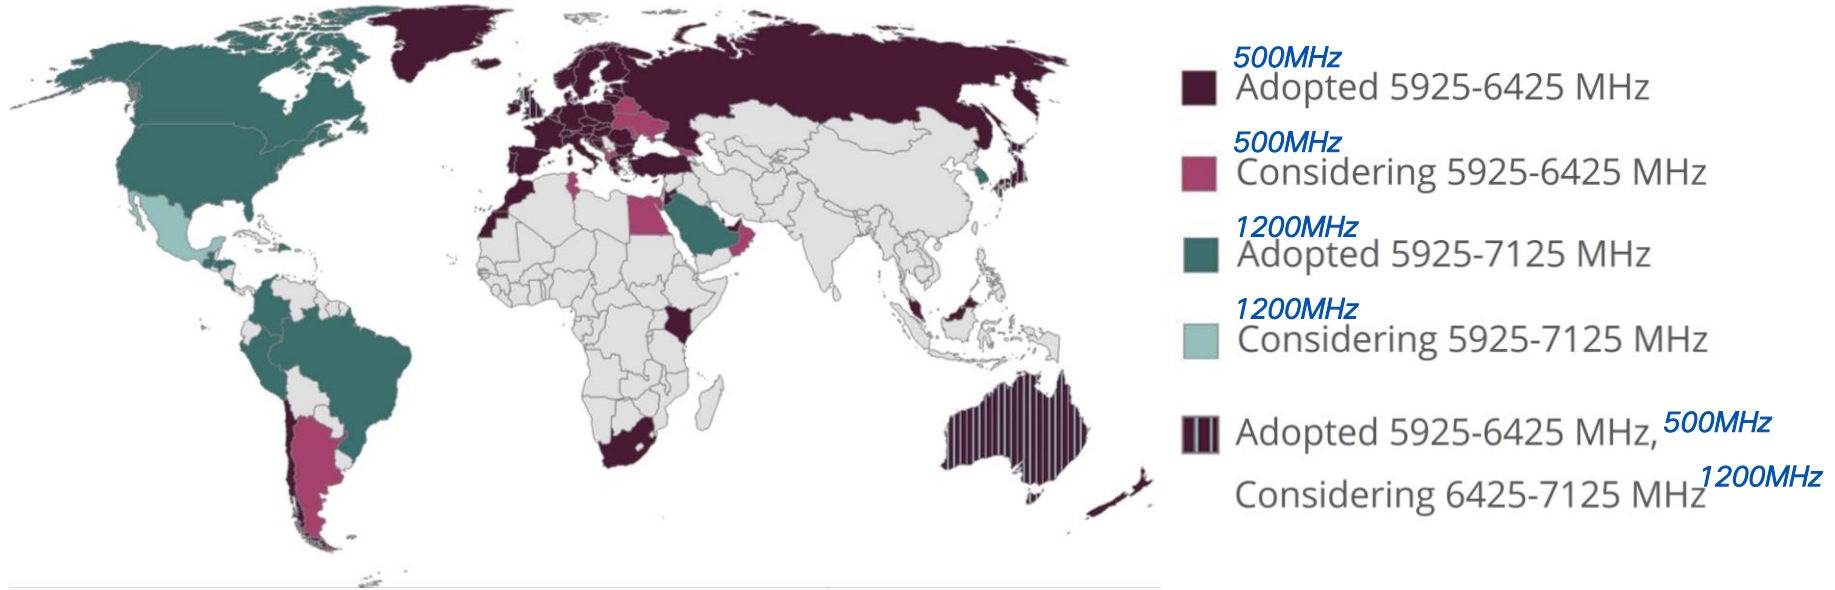 500MHz
Adopted 5925-6425 MHz
500MHz
Considering 5925-6425 MHz
1200MHz
Adopted 5925-7125 MHz
1200MHz
Considering 5925-7125 MHz
Adopted 5925-6425 MHz, 500MHz
Considering 6425-7125 MHz 1200MHz